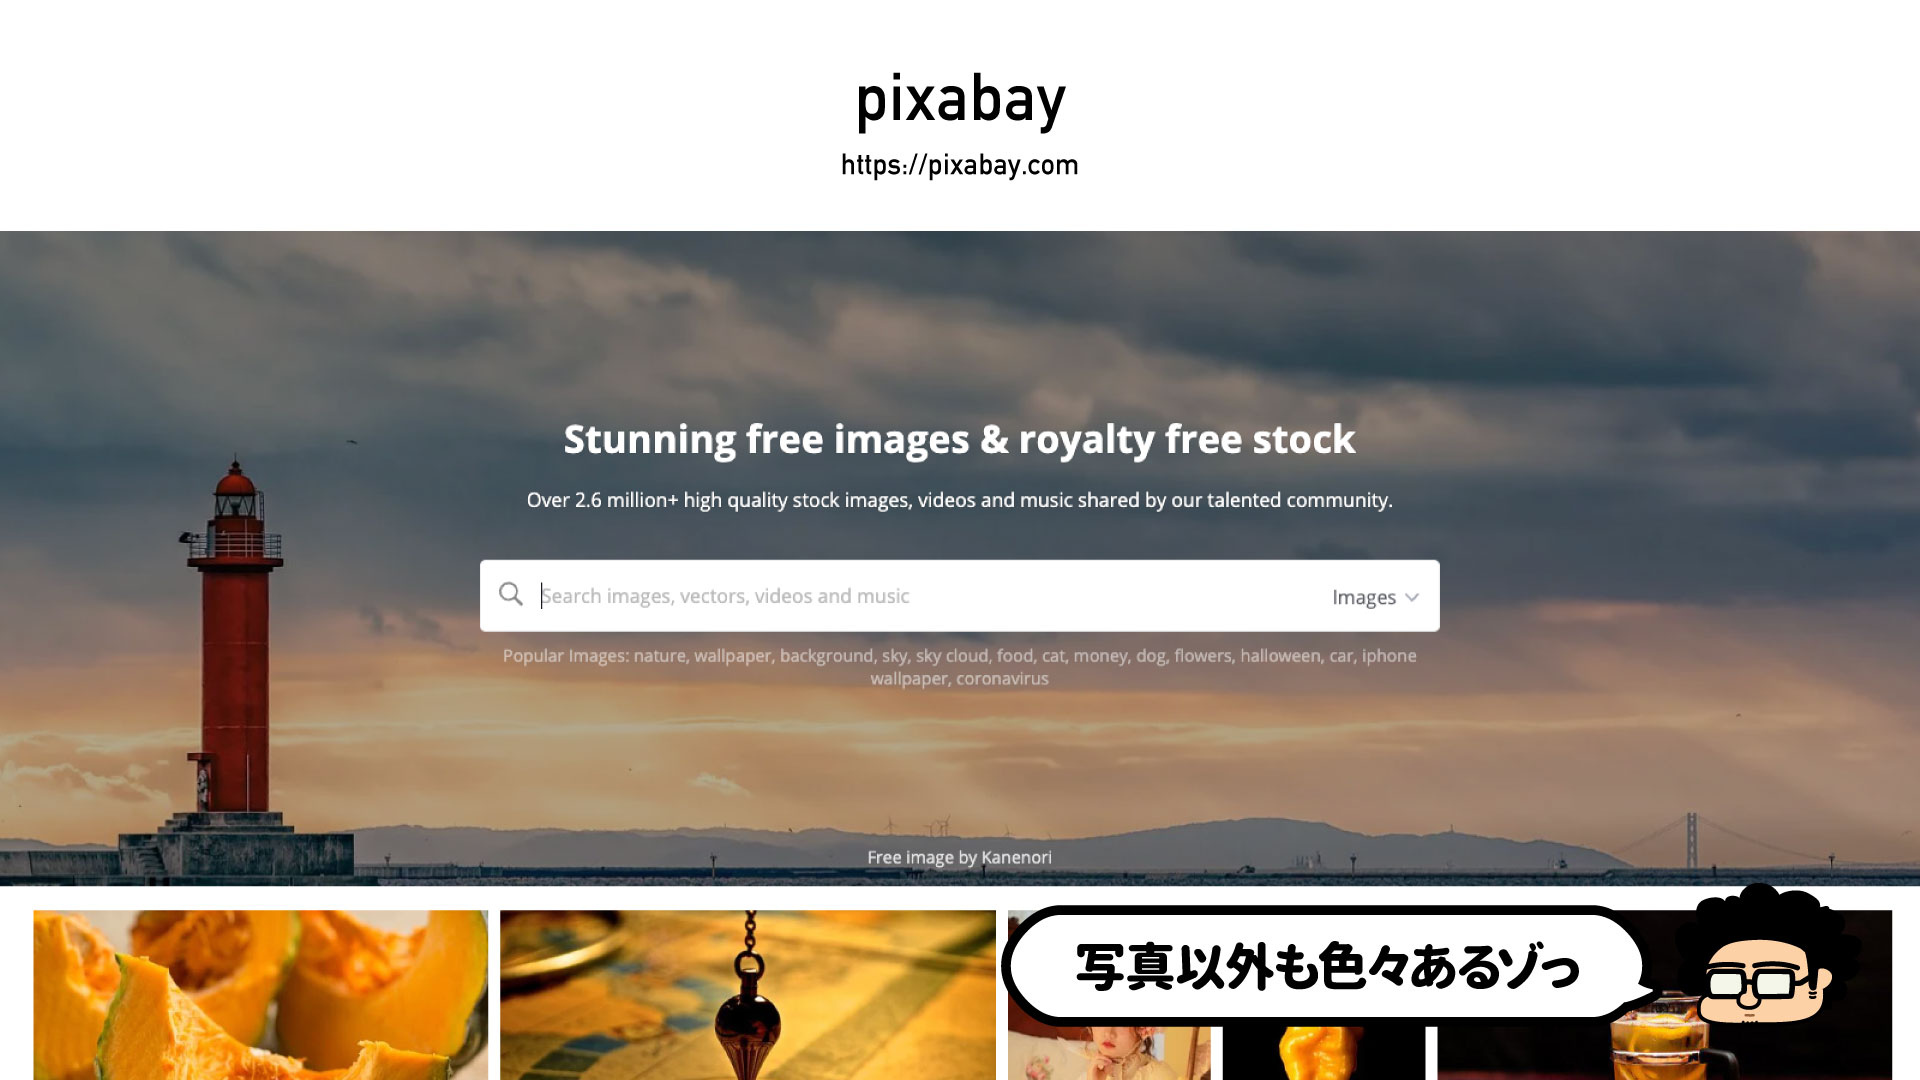 pixabay
https://pixabay.com
Stunning free images & royalty free stock
Over 2.6 million+ high quality stock images, videos and music shared by our talented community.
Search images, vectors, videos and music
Images
Popular Images: nature, wallpaper, background, sky, sky cloud, food, cat, money, dog, flowers, halloween, car, iphone
wallpaper, coronavirus
Free image by Kanenori
写真以外も色々あるゾっ